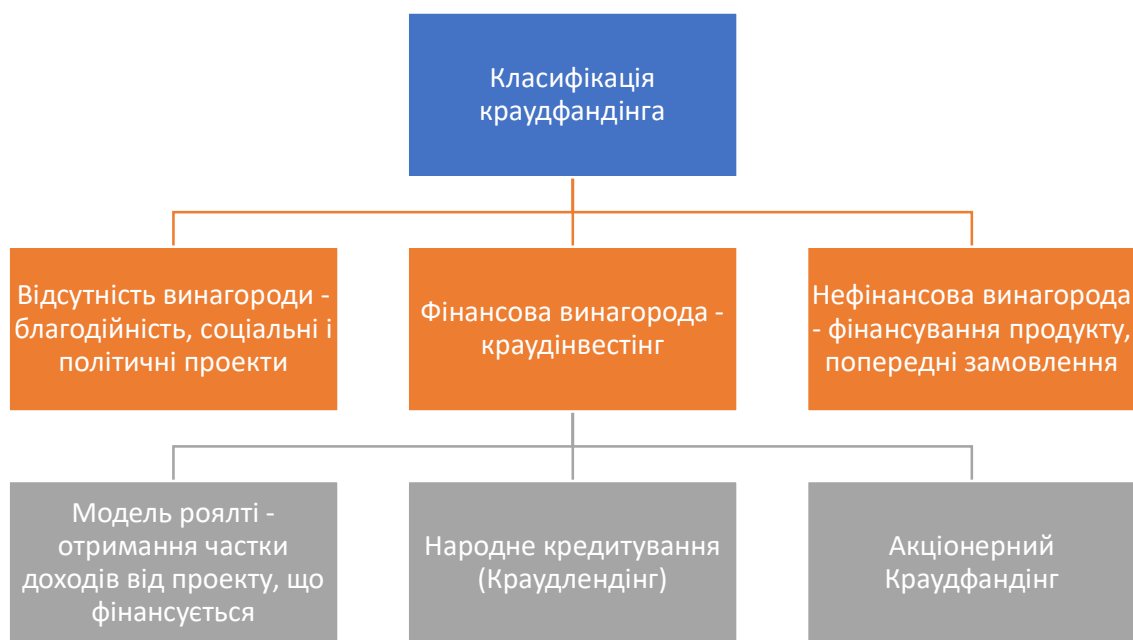 Класифікація
краудфандінга
Відсутність винагороди -
благодійність, соціальні і
політичні проекти
Фінансова винагорода -
краудінвестінг
Нефінансова винагорода
- фінансування продукту,
попередні замовлення
Модель роялті -
отримання частки
доходів від проекту, що
фінансується
Народне кредитування
(Краудлендінг)
Акціонерний
Краудфандінг